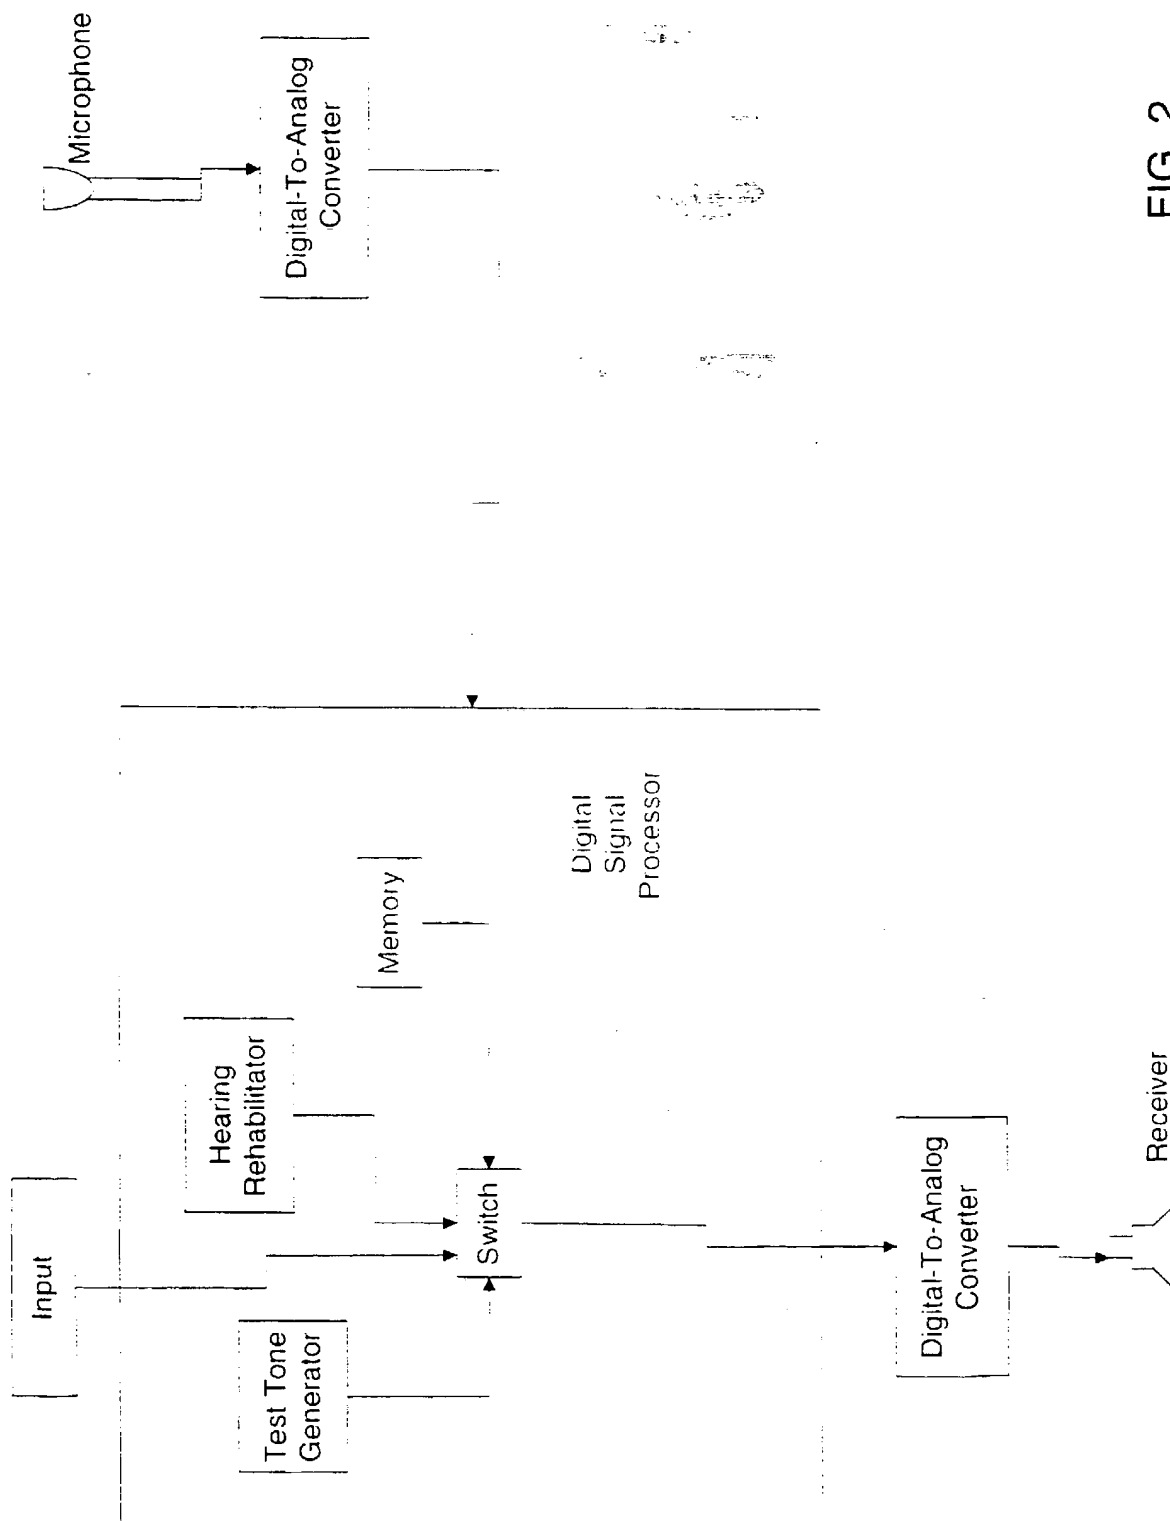 Microphone
Digital-To-Analog
Converter
Input
Hearing
Rehabilitator
Memory
Test Tone
Generator
Switch
Digital
Signal
Processor
Digital-To-Analog
Converter
Receiver
FIG. 2